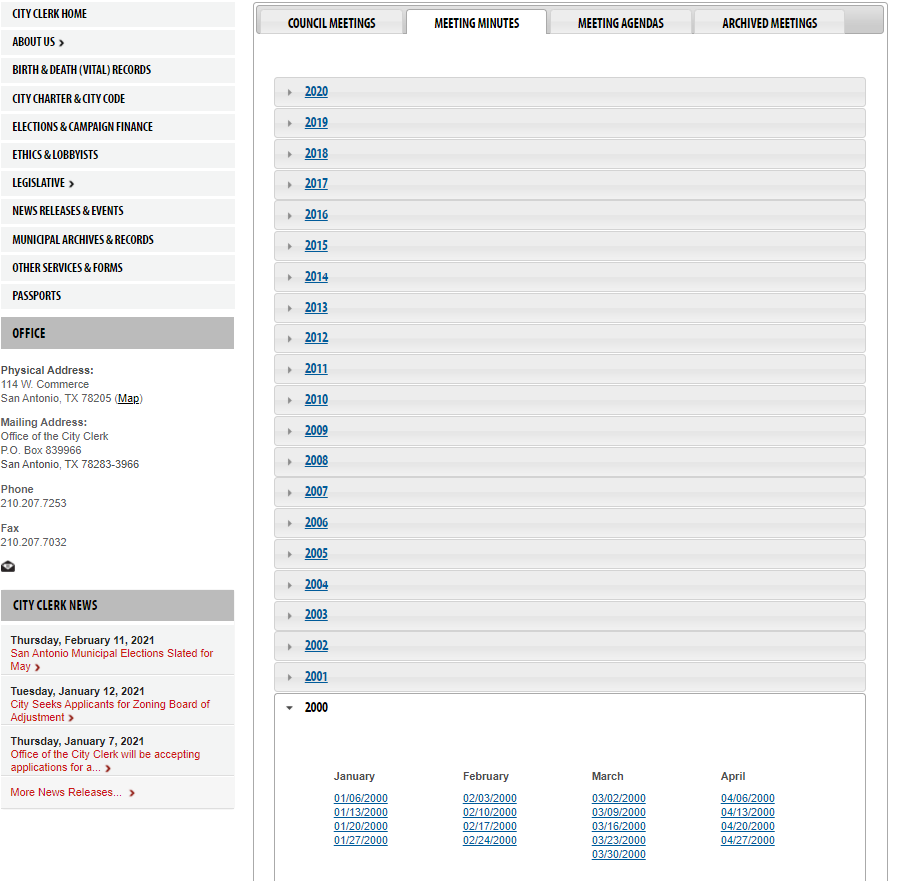 CITY CLERK HOME
ABOUT US
BIRTH & DEATH (VITAL) RECORDS
CITY CHARTER & CITY CODE
ELECTIONS & CAMPAIGN FINANCE
ETHICS & LOBBYISTS
LEGISLATIVE
NEWS RELEASES & EVENTS
MUNICIPAL ARCHIVES & RECORDS
OTHER SERVICES & FORMS
PASSPORTS
OFFICE
Physical Address:
114 W. Commerce
San Antonio, TX 78205 (Map)
Mailing Address:
Office of the City Clerk
P.O. Box 839966
San Antonio, TX 78283-3966
Phone
210.207.7253
Fax
210.207.7032
CITY CLERK NEWS
Thursday, February 11, 2021
San Antonio Municipal Elections Slated for
May
Tuesday, January 12, 2021
City Seeks Applicants for Zoning Board of
Adjustment
Thursday, January 7, 2021
Office of the City Clerk will be accepting
applications for a...
More News Releases...
COUNCIL MEETINGS MEETING MINUTES MEETING AGENDAS ARCHIVED MEETINGS
2020
2019
2018
2017
2016
2015
2014
2013
2012
2011
2010
2009
2008
2007
2006
2005
2004
2003
2002
2001
2000
January February March April
01/06/2000 02/03/2000 03/02/2000 04/06/2000
01/13/2000 02/10/2000 03/09/2000 04/13/2000
01/20/2000 02/17/2000 03/16/2000 04/20/2000
01/27/2000 02/24/2000 03/23/2000 04/27/2000
03/30/2000